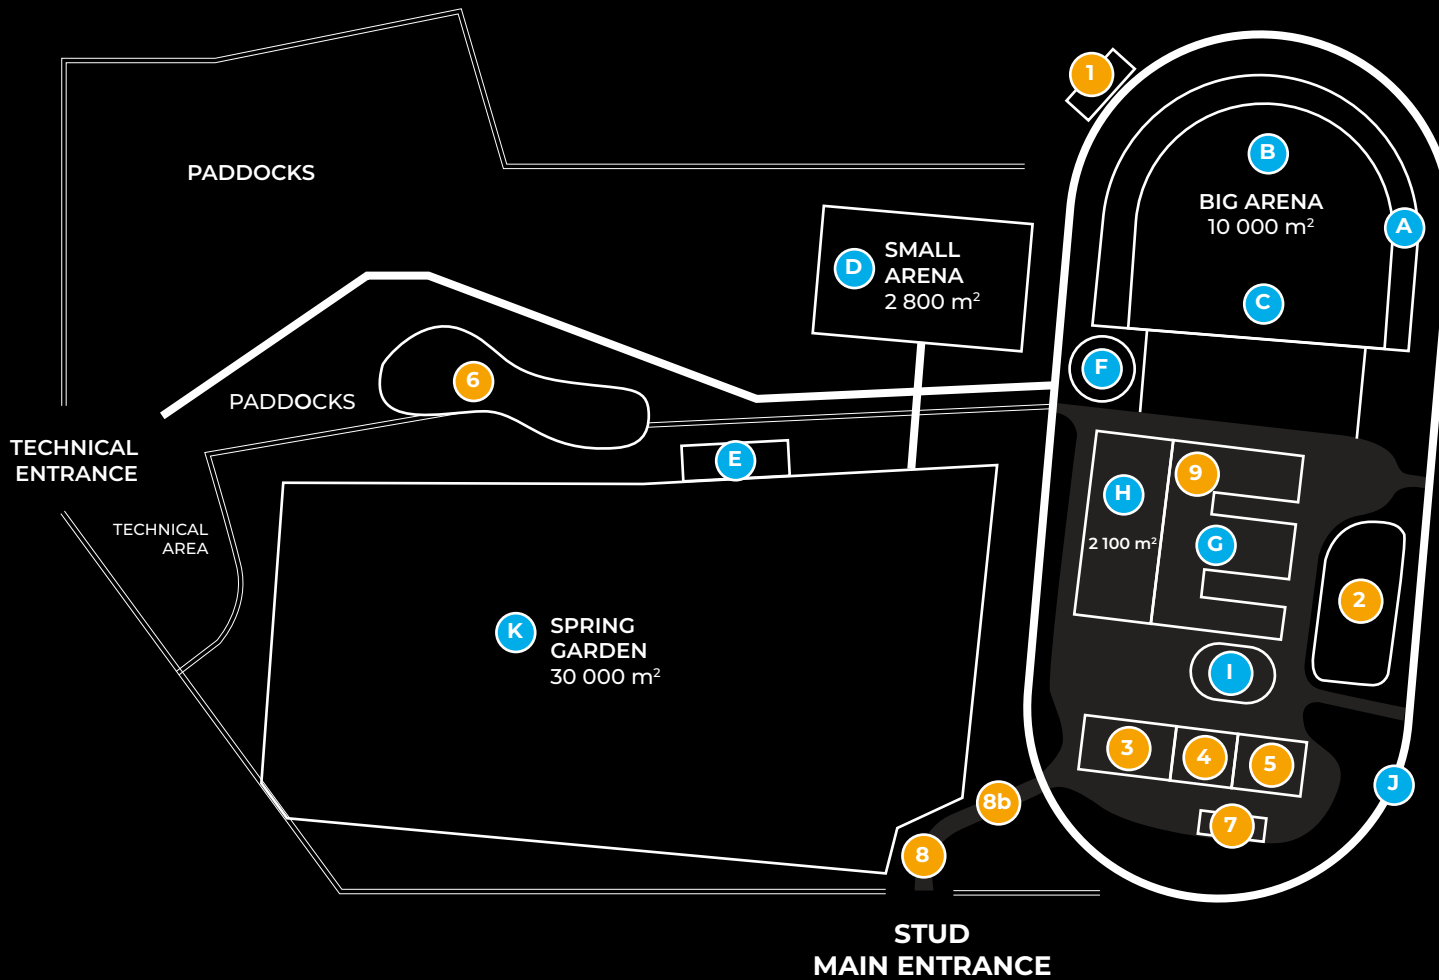 1
B
PADDOCKS
BIG ARENA
10 000 m²
A
SMALL
ARENA
2 800 m²
D
C
F
6
PADDOCKS
TECHNICAL
ENTRANCE
E
9
H
TECHNICAL
AREA
2 100 m²
G
2
K
SPRING
GARDEN
30 000 m²
I
3
4
5
J
8b
7
8
STUD
MAIN ENTRANCE